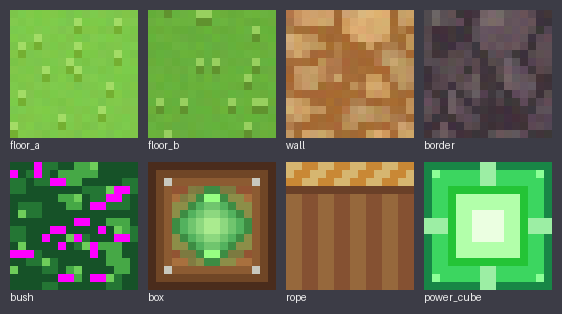 floor_a
floor_b
wall
border
bush
box
rope
power_cube